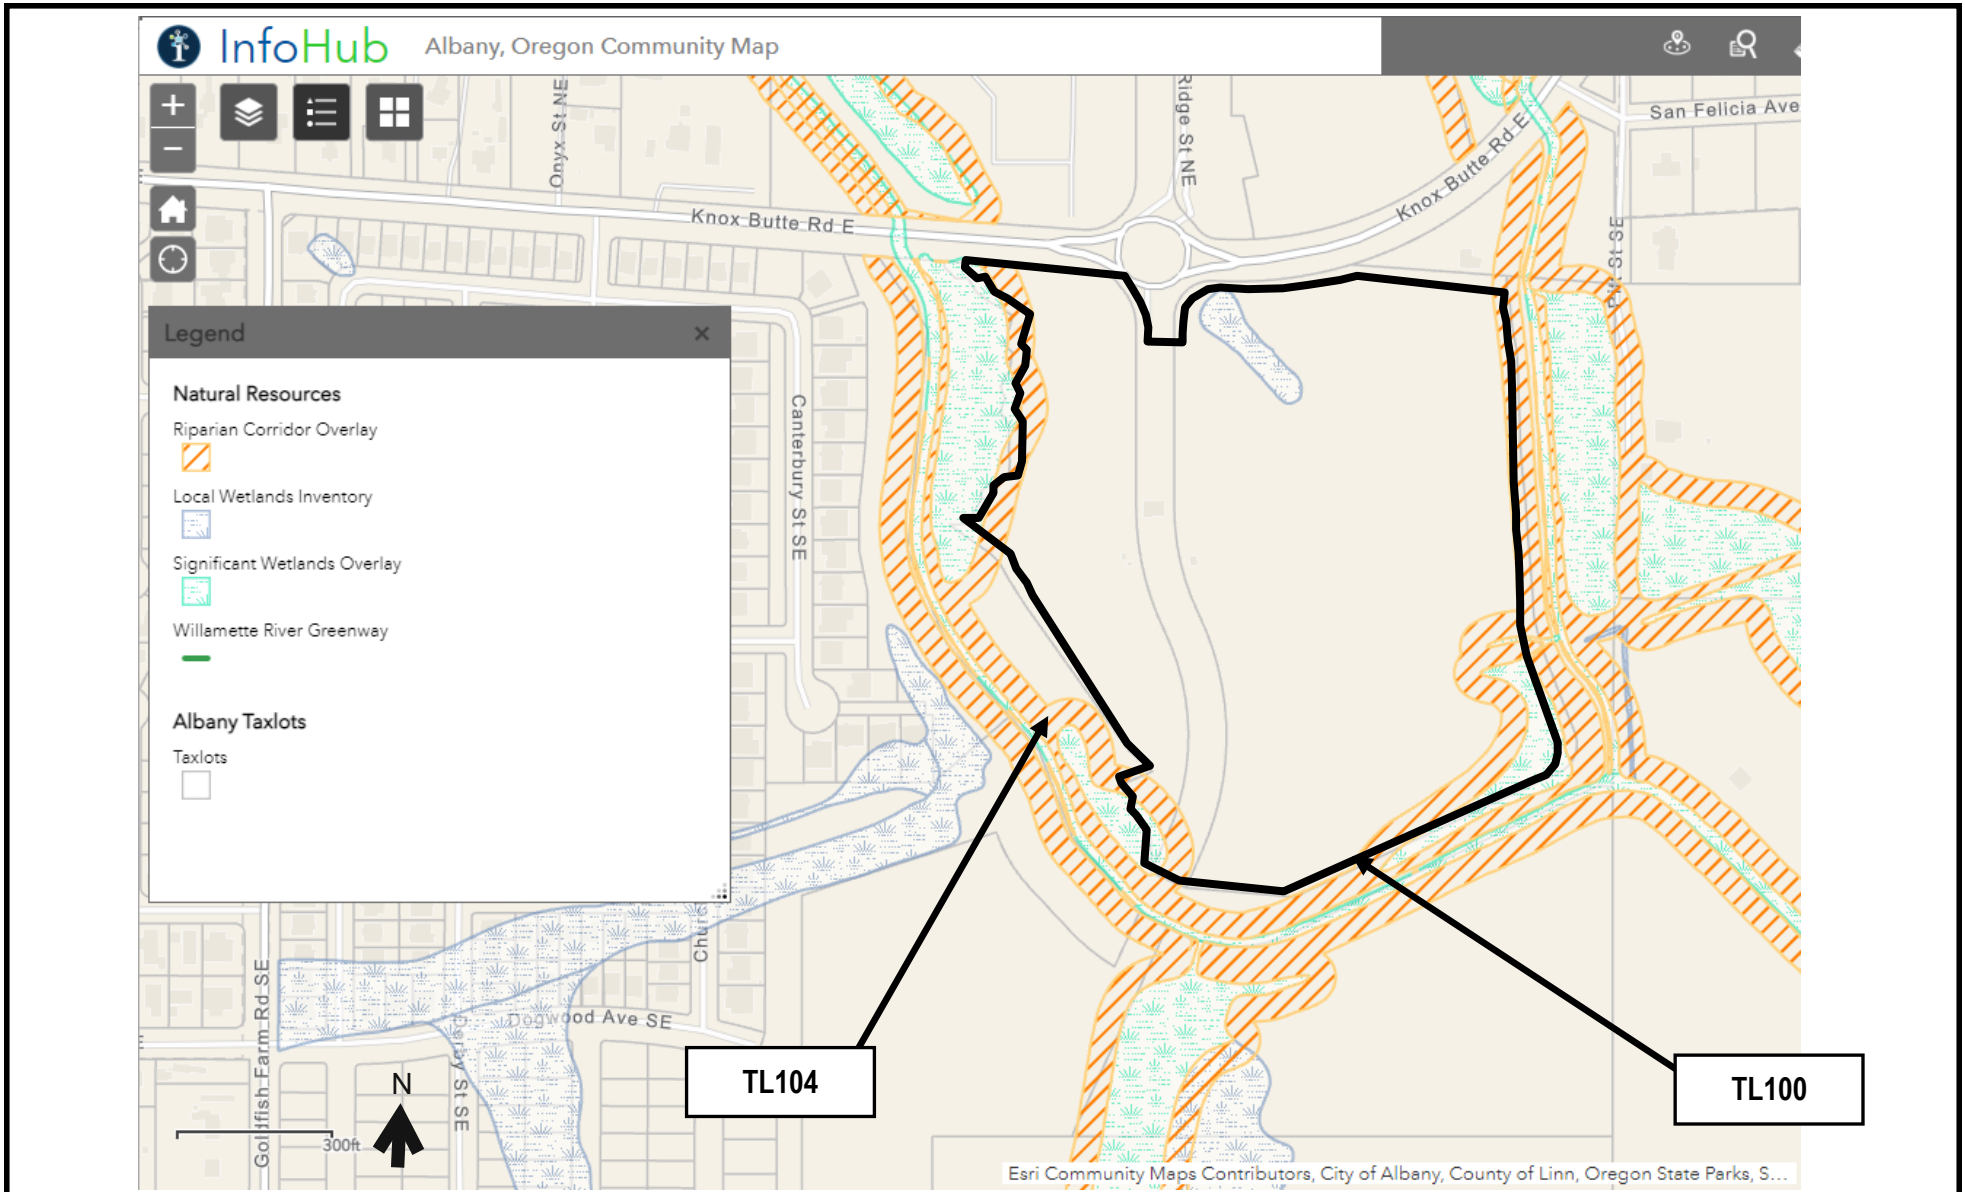 InfoHub
Albany, Oregon Community Map
Onyx St NE
Ridge St NE
San Felicia Ave
Knox Butte Rd E
Knox Butte Rd E
Legend
Natural Resources
Riparian Corridor Overlay
Local Wetlands Inventory
Significant Wetlands Overlay
Willamette River Greenway
Albany Taxlots
Taxlots
Canterbury St SE
Goldfish Farm Rd SE
Derby St SE
Dogwood Ave SE
TL104
TL100
N
300ft
Esri Community Maps Contributors, City of Albany, County of Linn, Oregon State Parks, S...